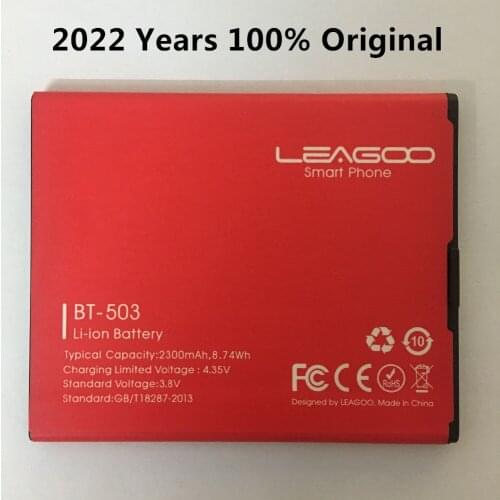 2022 Years 100% Original
LEAGOO
Smart Phone
BT-503
Li-ion Battery
Typical Capacity:2300mAh,8.74Wh
Charging Limited Voltage: 4.35V
Standard Voltage:3.8V
Standard:GB/T18287-2013
10
FC CE RoHS
Designed by LEAGOO, Made in China